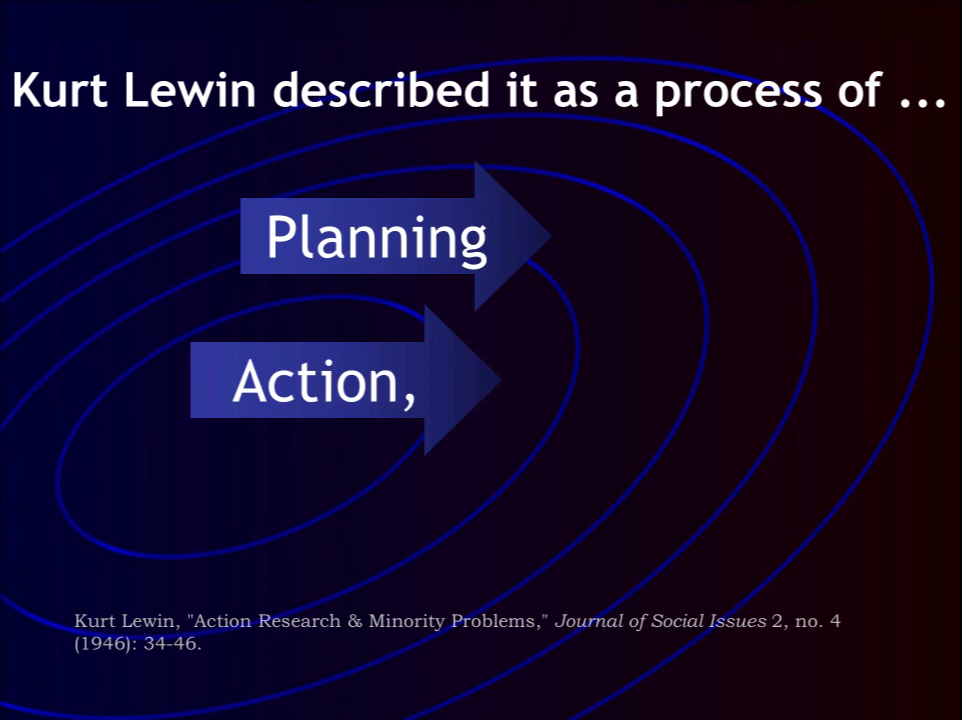 Kurt Lewin described it as a process of ...
Planning
Action,
Kurt Lewin, "Action Research & Minority Problems," Journal of Social Issues 2, no. 4
(1946): 34-46.